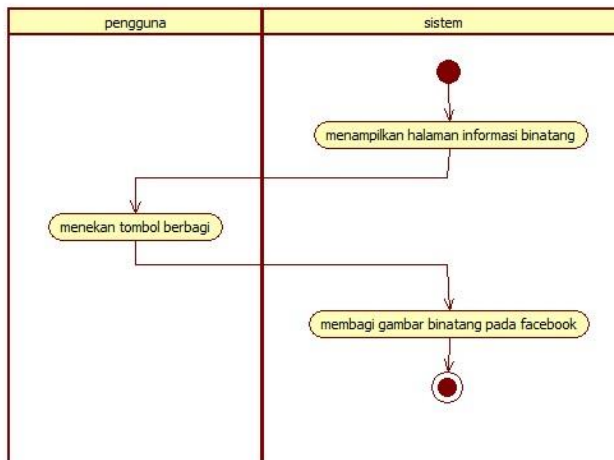 pengguna
sistem
menampilkan halaman informasi binatang
menekan tombol berbagi
membagi gambar binatang pada facebook